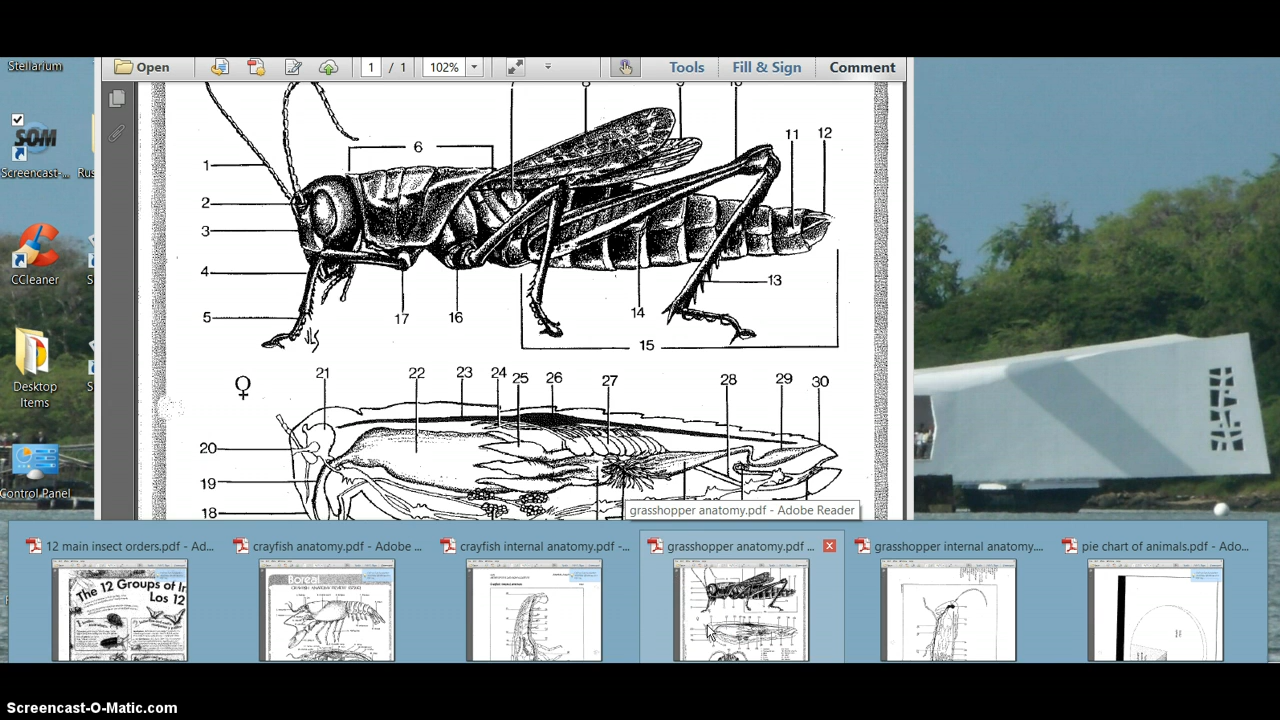 Stellarium
Open
1 / 1
102%
Tools
Fill & Sign
Comment
SOM
Screencast-...
Rus
CCleaner
S
Desktop
Items
S
Control Panel
7 8 9 10
11 12
6
1
2
3
4
5
13
14
15
16
17
♀
21 22 23 24 25 26 27 28 29 30
20
19
18
grasshopper anatomy.pdf - Adobe Reader
12 main insect orders.pdf - Ad...
crayfish anatomy.pdf - Adobe ...
crayfish internal anatomy.pdf -...
grasshopper anatomy.pdf ...
grasshopper internal anatomy....
pie chart of animals.pdf - Ado...
The 12 Groups of In
Los 12
Boreal
Screencast-O-Matic.com